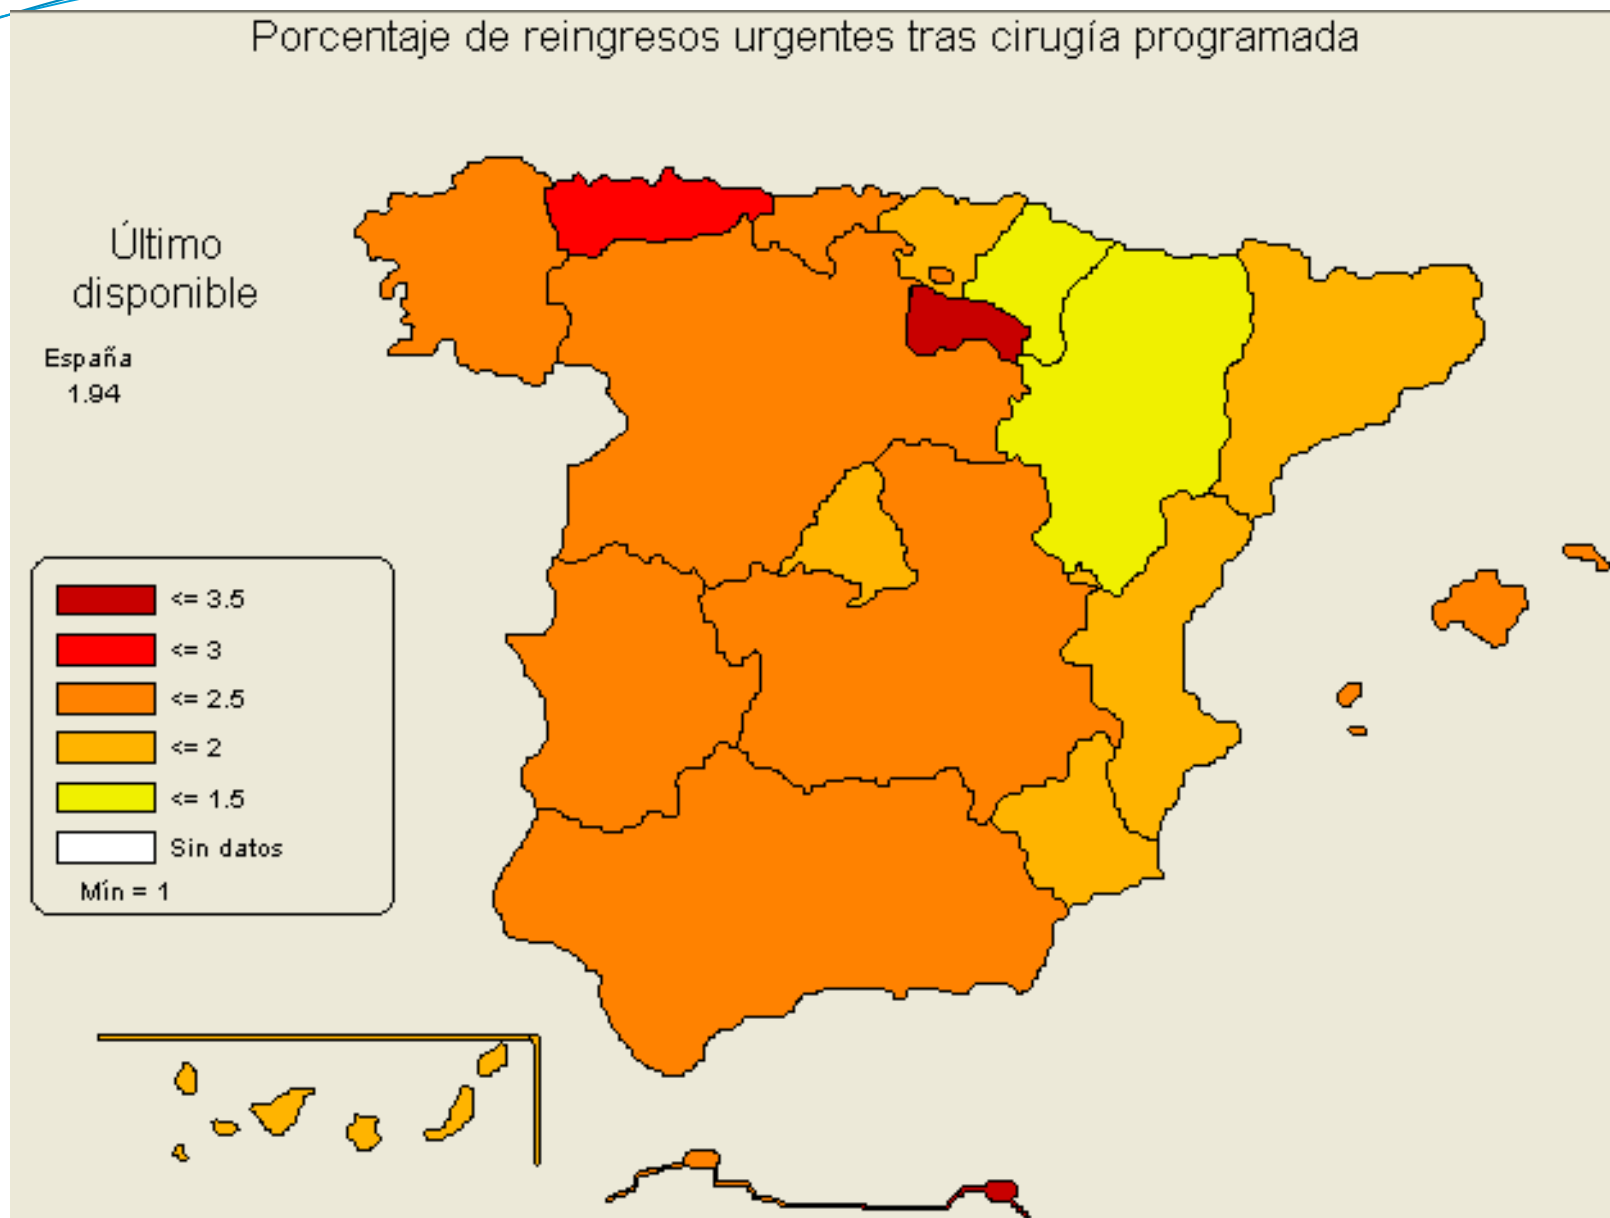 Porcentaje de reingresos urgentes tras cirugía programada
Último
disponible
España
1.94
<= 3.5
<= 3
<= 2.5
<= 2
<= 1.5
Sin datos
Mín = 1